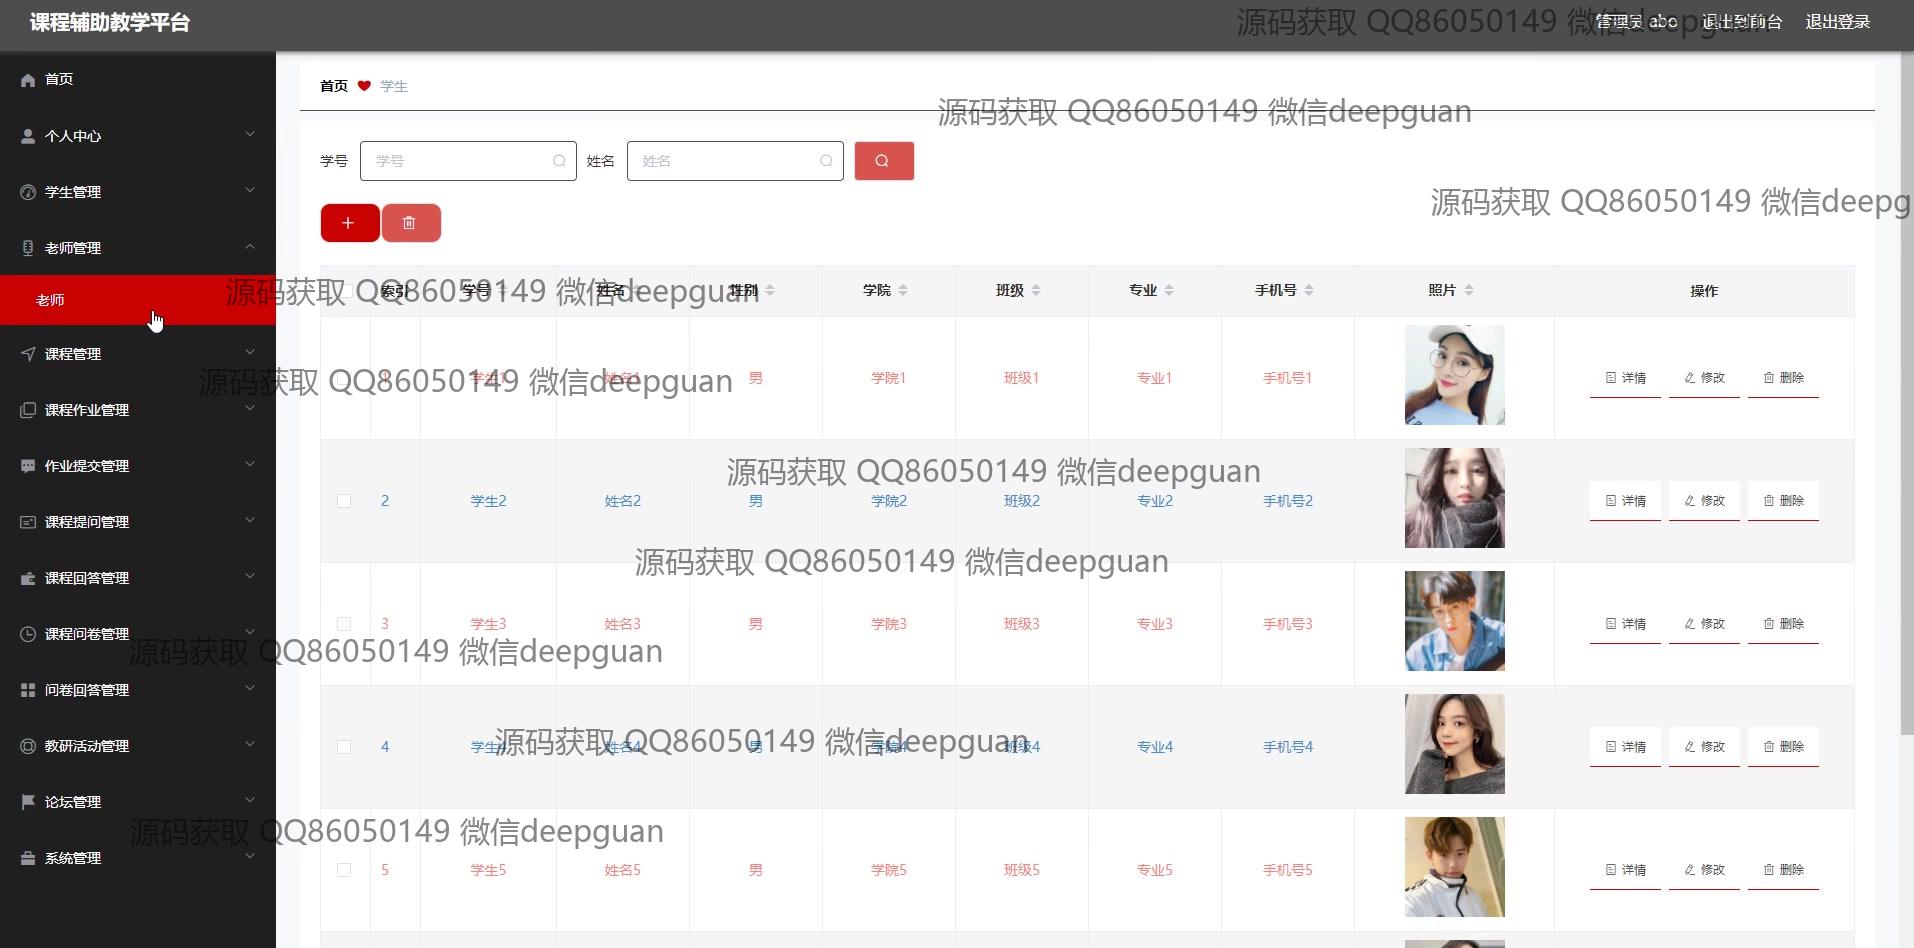 课程辅助教学平台
管理员 abo 退出到前台 退出登录
源码获取 QQ86050149 微信deepguan
首页
个人中心
学生管理
老师管理
老师
课程管理
课程作业管理
作业提交管理
课程提问管理
课程回答管理
课程问卷管理
问卷回答管理
教研活动管理
论坛管理
系统管理
首页 学生
源码获取 QQ86050149 微信deepguan
学号 学号 姓名 姓名
源码获取 QQ86050149 微信deepg
索引 学号 姓名 性别 学院 班级 专业 手机号 照片 操作
源码获取 QQ86050149 微信deepguan
1 学生1 姓名1 男 学院1 班级1 专业1 手机号1 详情 修改 删除
源码获取 QQ86050149 微信deepguan
源码获取 QQ86050149 微信deepguan
2 学生2 姓名2 男 学院2 班级2 专业2 手机号2 详情 修改 删除
源码获取 QQ86050149 微信deepguan
3 学生3 姓名3 男 学院3 班级3 专业3 手机号3 详情 修改 删除
源码获取 QQ86050149 微信deepguan
4 学生4 姓名4 男 学院4 班级4 专业4 手机号4 详情 修改 删除
源码获取 QQ86050149 微信deepguan
源码获取 QQ86050149 微信deepguan
5 学生5 姓名5 男 学院5 班级5 专业5 手机号5 详情 修改 删除